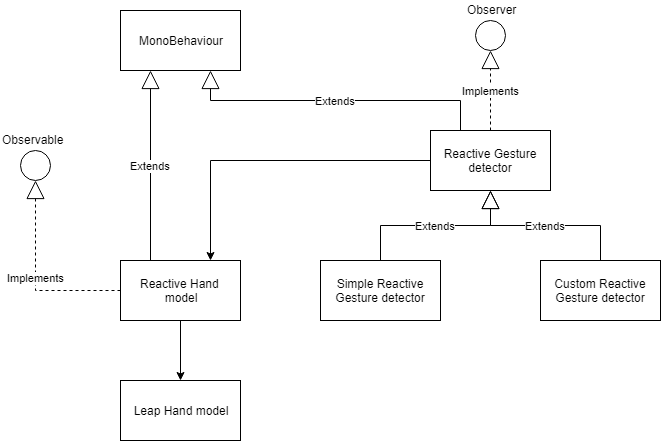 Observer
MonoBehaviour
Implements
Extends
Observable
Reactive Gesture
detector
Extends
Extends
Extends
Implements
Reactive Hand
model
Simple Reactive
Gesture detector
Custom Reactive
Gesture detector
Leap Hand model